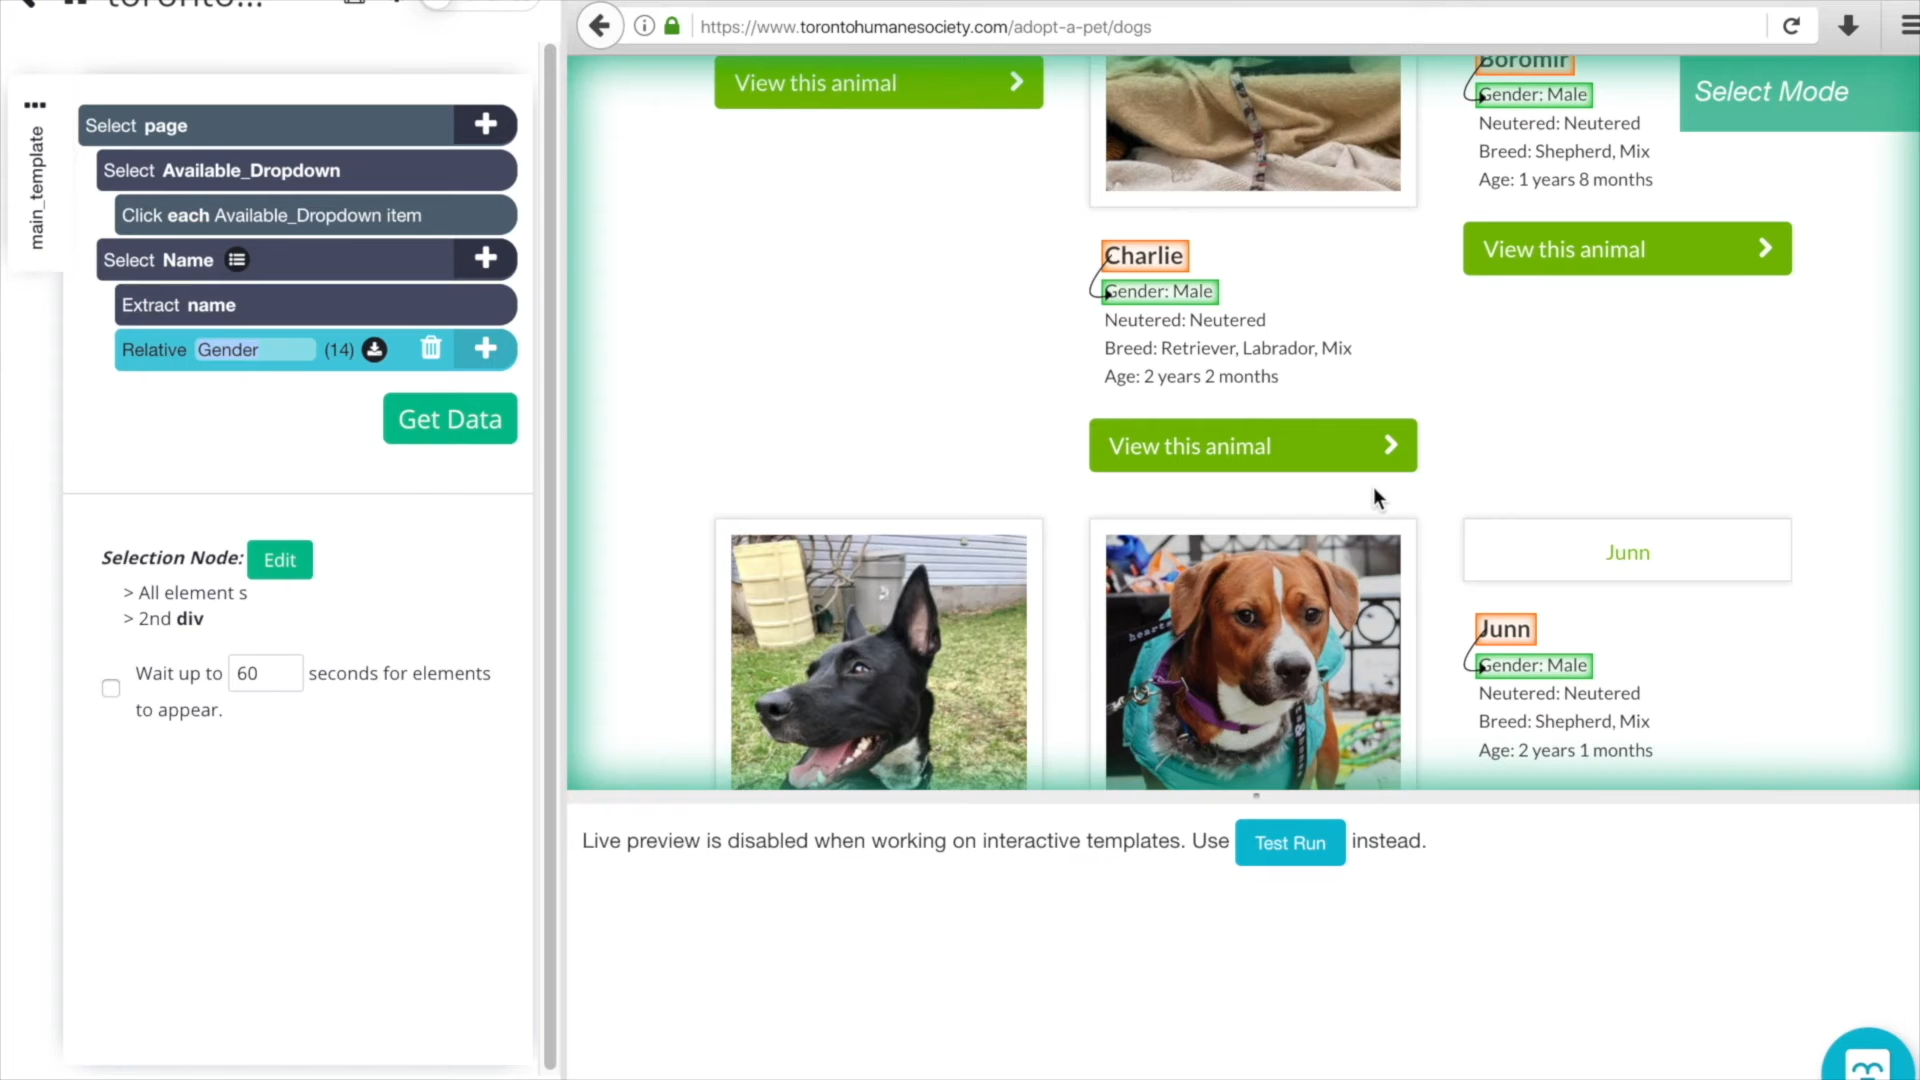 toronto...
https://www.torontohumanesociety.com/adopt-a-pet/dogs
main_template
Select page
Select Available_Dropdown
Click each Available_Dropdown item
Select Name
Extract name
Relative Gender (14)
Get Data
Selection Node: Edit
> All element s
> 2nd div
Wait up to 60 seconds for elements
to appear.
View this animal
Boromir
Gender: Male
Neutered: Neutered
Breed: Shepherd, Mix
Age: 1 years 8 months
View this animal
Select Mode
Charlie
Gender: Male
Neutered: Neutered
Breed: Retriever, Labrador, Mix
Age: 2 years 2 months
View this animal
hearts
Junn
Junn
Gender: Male
Neutered: Neutered
Breed: Shepherd, Mix
Age: 2 years 1 months
Live preview is disabled when working on interactive templates. Use Test Run instead.